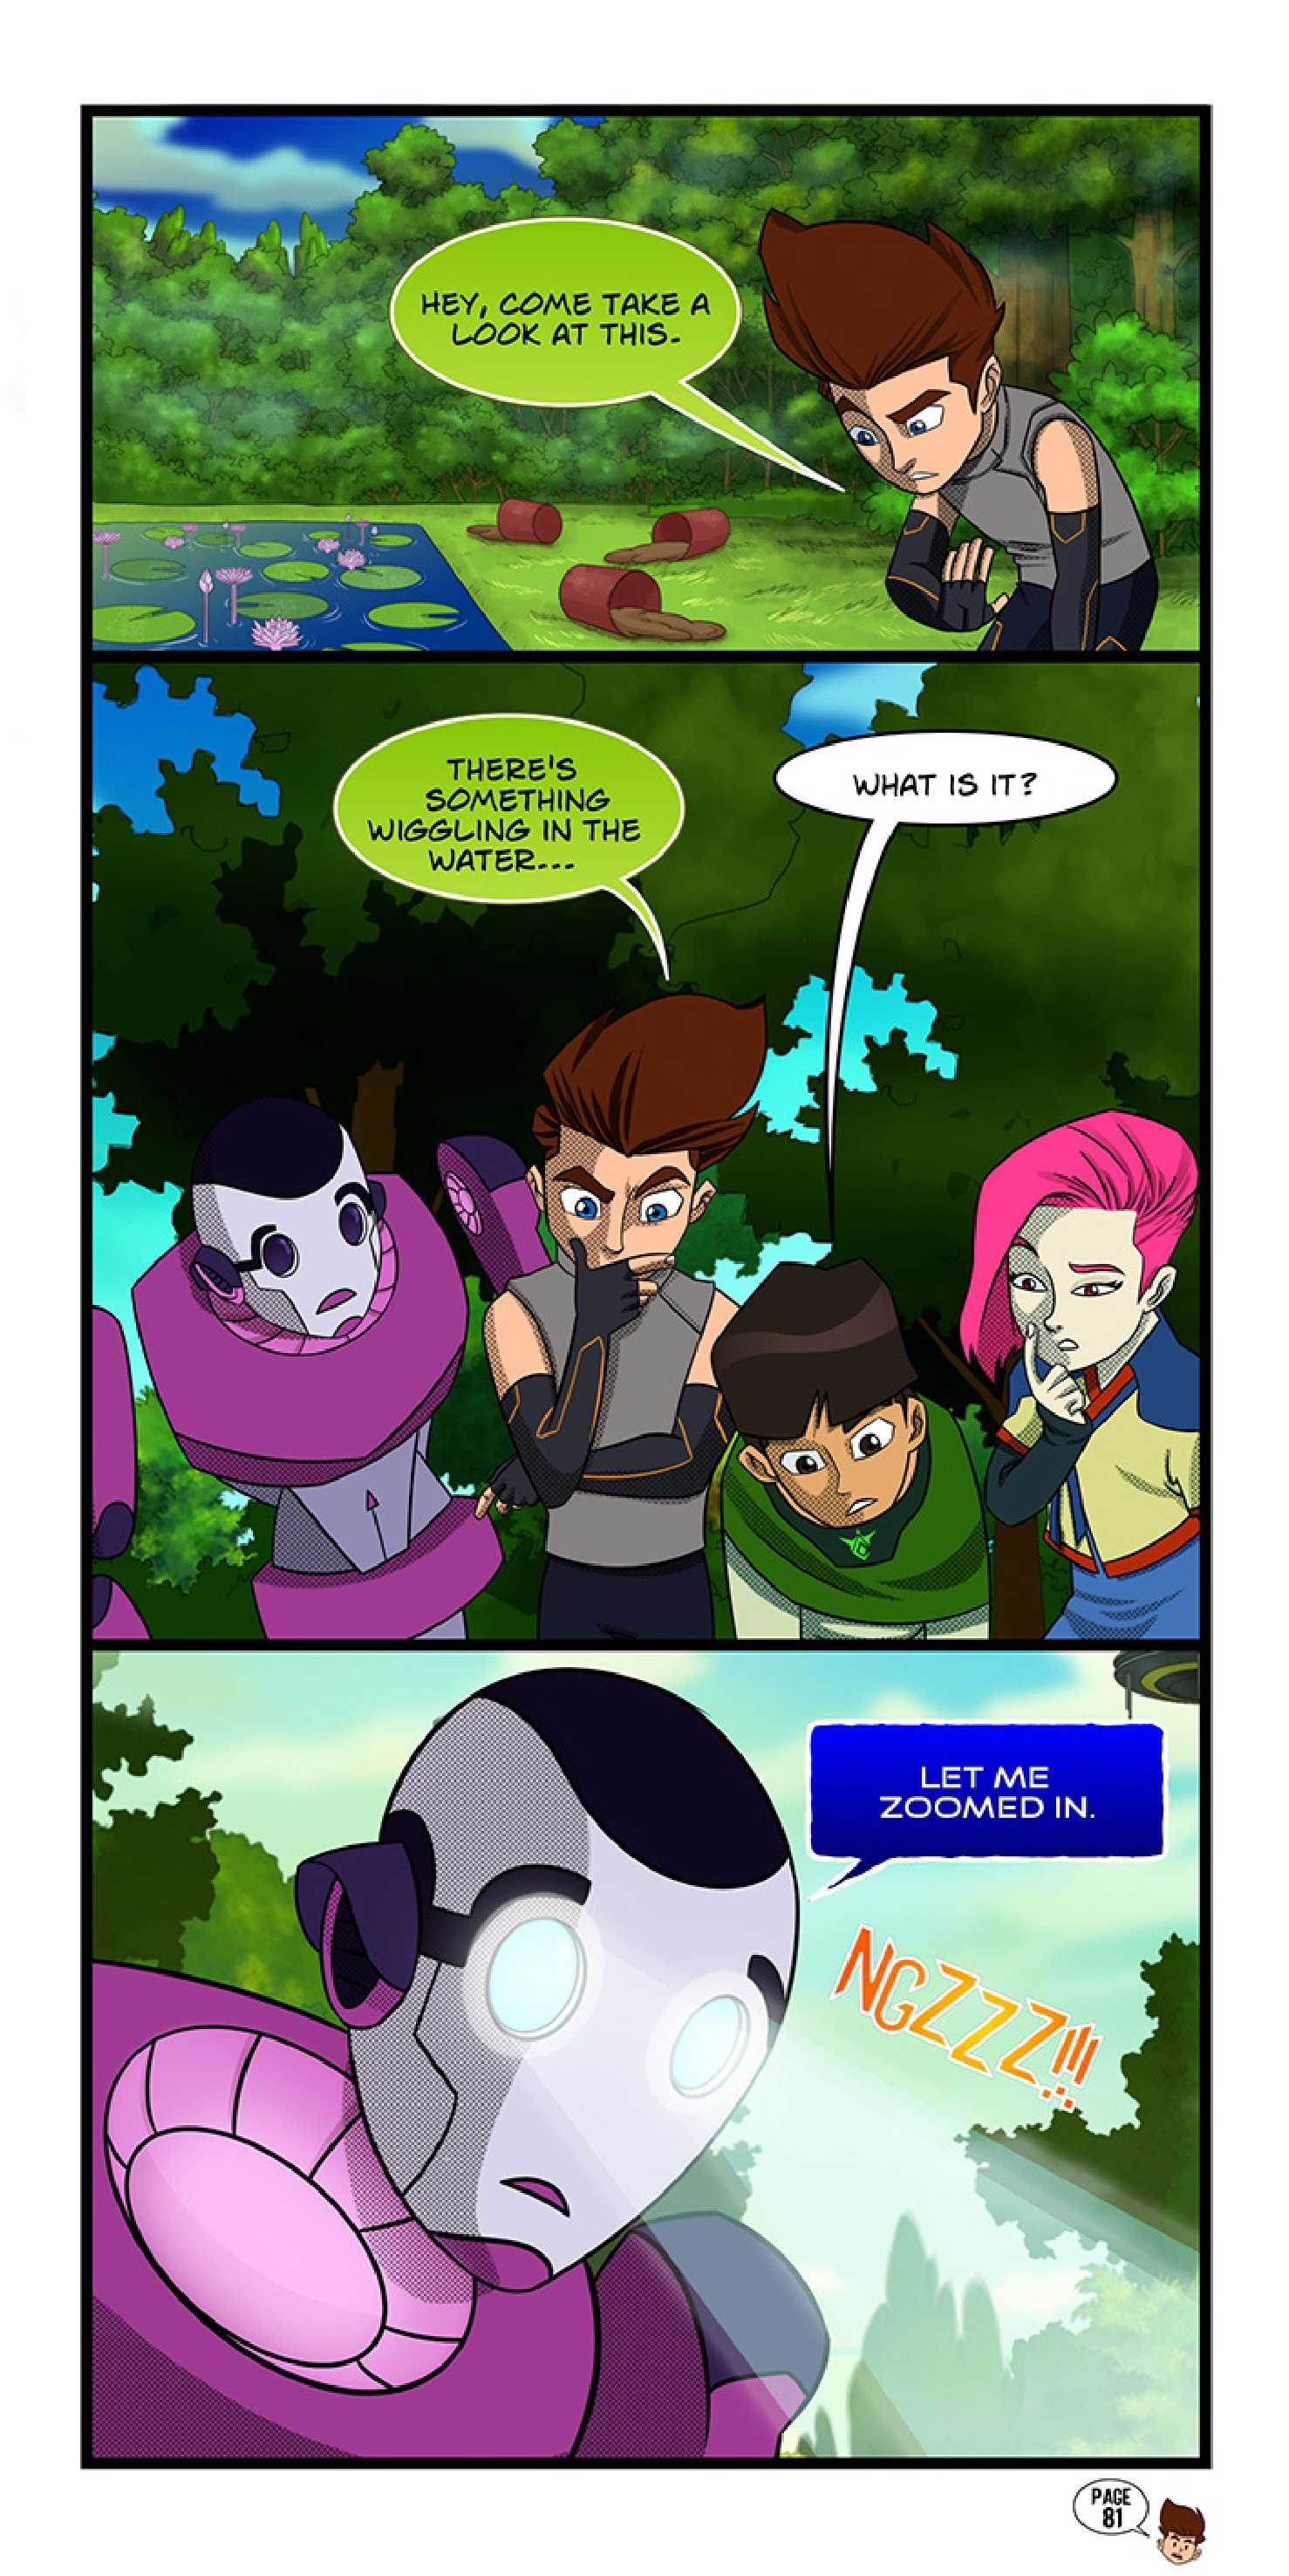 HEY, COME TAKE A
LOOK AT THIS.
THERE'S
SOMETHING
WIGGLING IN THE
WATER...
WHAT IS IT?
LET ME
ZOOMED IN.
NGZZZ!!!
PAGE
81